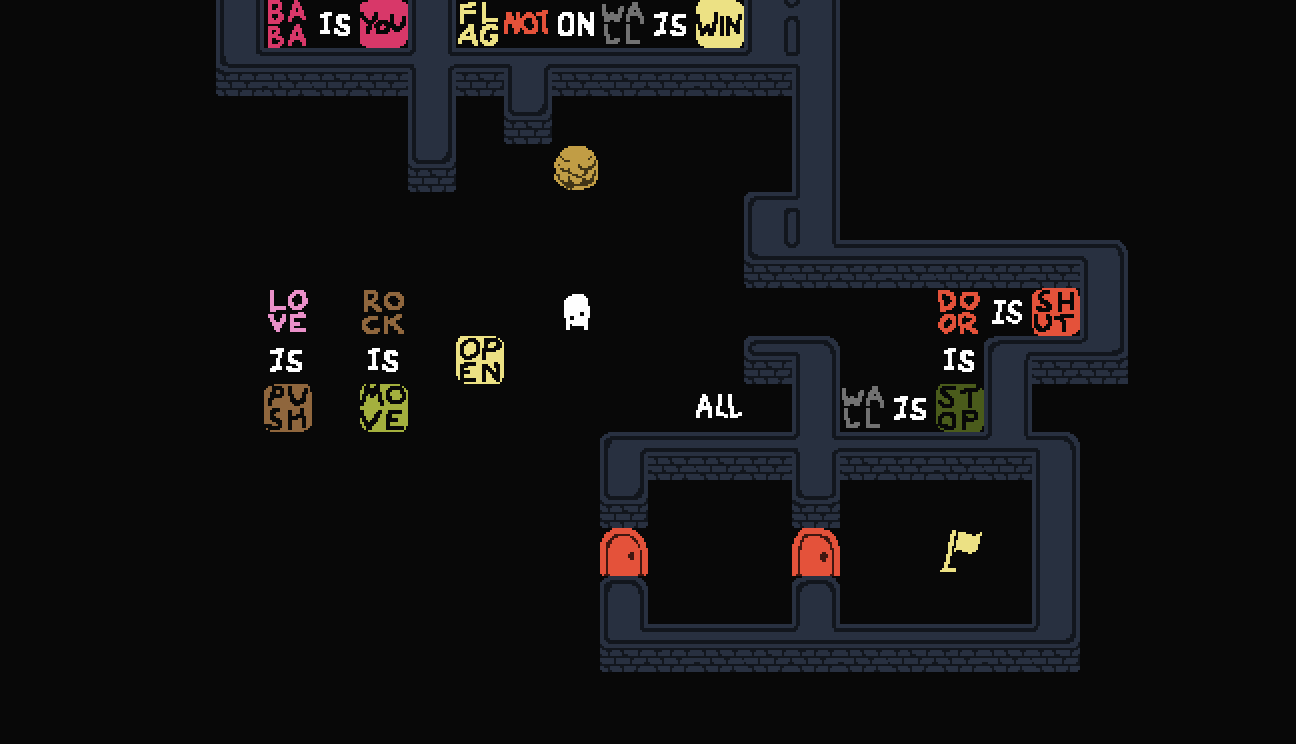 BABA IS YOU FLAG NOT ON WALL IS WIN
LOVE ROCK DOOR IS SHUT
IS IS OPEN IS
PUSH MOVE ALL WALL IS STOP